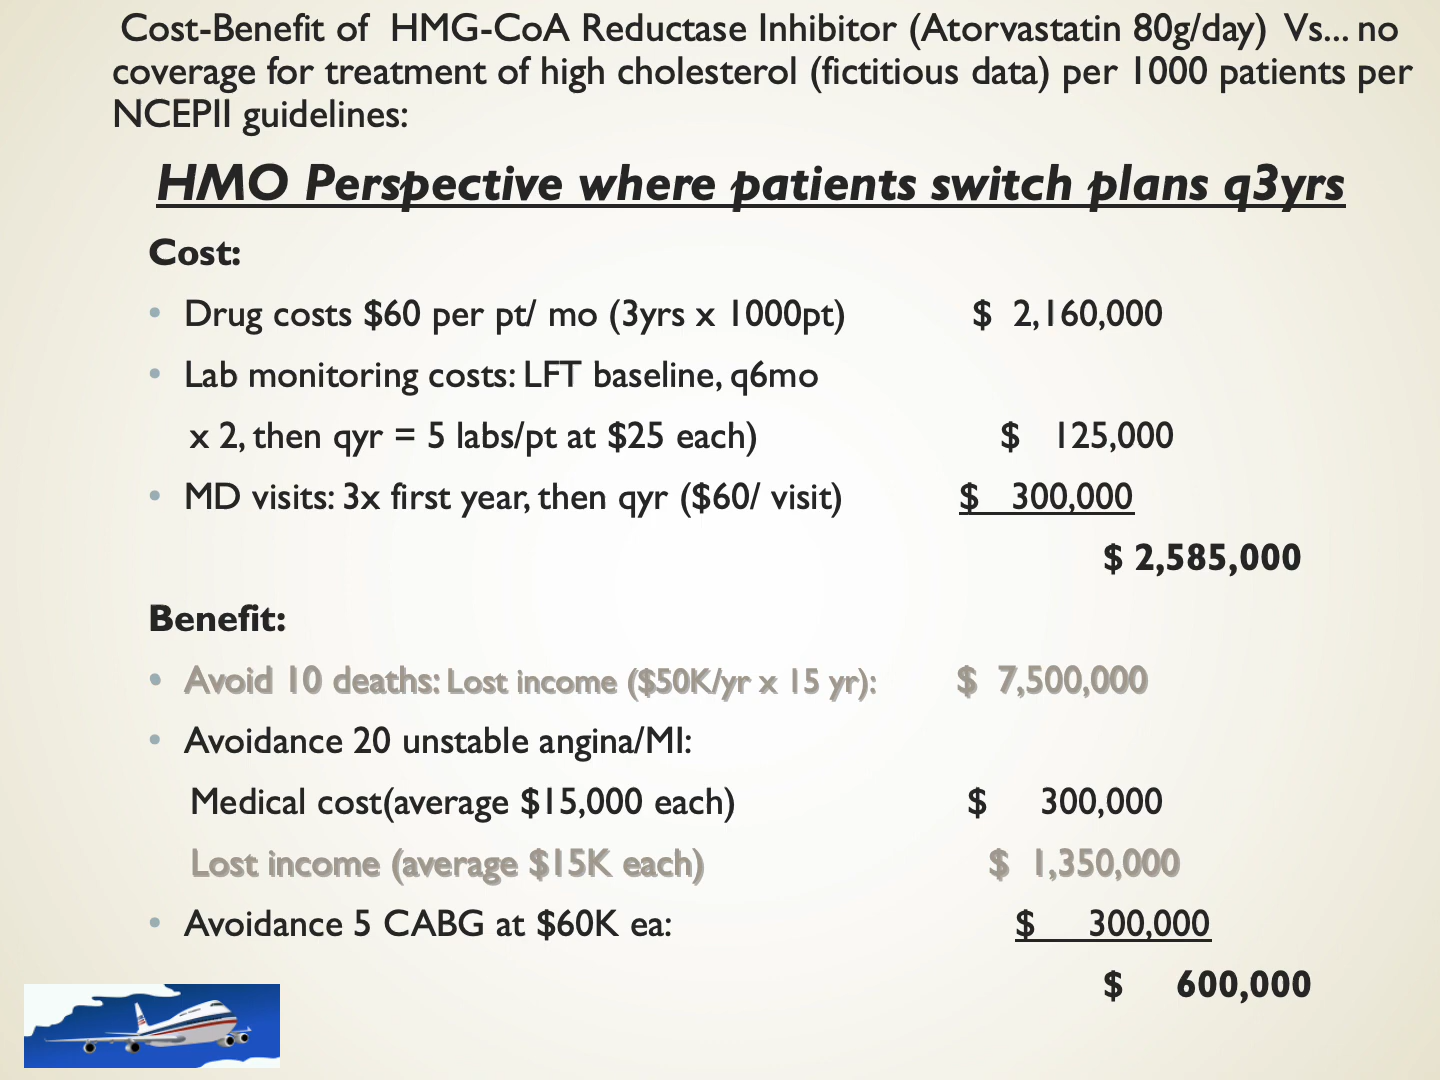 Cost-Benefit of HMG-CoA Reductase Inhibitor (Atorvastatin 80g/day) Vs... no
coverage for treatment of high cholesterol (fictitious data) per 1000 patients per
NCEPII guidelines:
HMO Perspective where patients switch plans q3yrs
Cost:
• Drug costs $60 per pt/ mo (3yrs x 1000pt) $ 2,160,000
• Lab monitoring costs: LFT baseline, q6mo
x 2, then qyr = 5 labs/pt at $25 each) $ 125,000
• MD visits: 3x first year, then qyr ($60/ visit) $ 300,000
$ 2,585,000
Benefit:
• Avoid 10 deaths: Lost income ($50K/yr x 15 yr): $ 7,500,000
• Avoidance 20 unstable angina/MI:
Medical cost(average $15,000 each) $ 300,000
Lost income (average $15K each) $ 1,350,000
• Avoidance 5 CABG at $60K ea: $ 300,000
$ 600,000